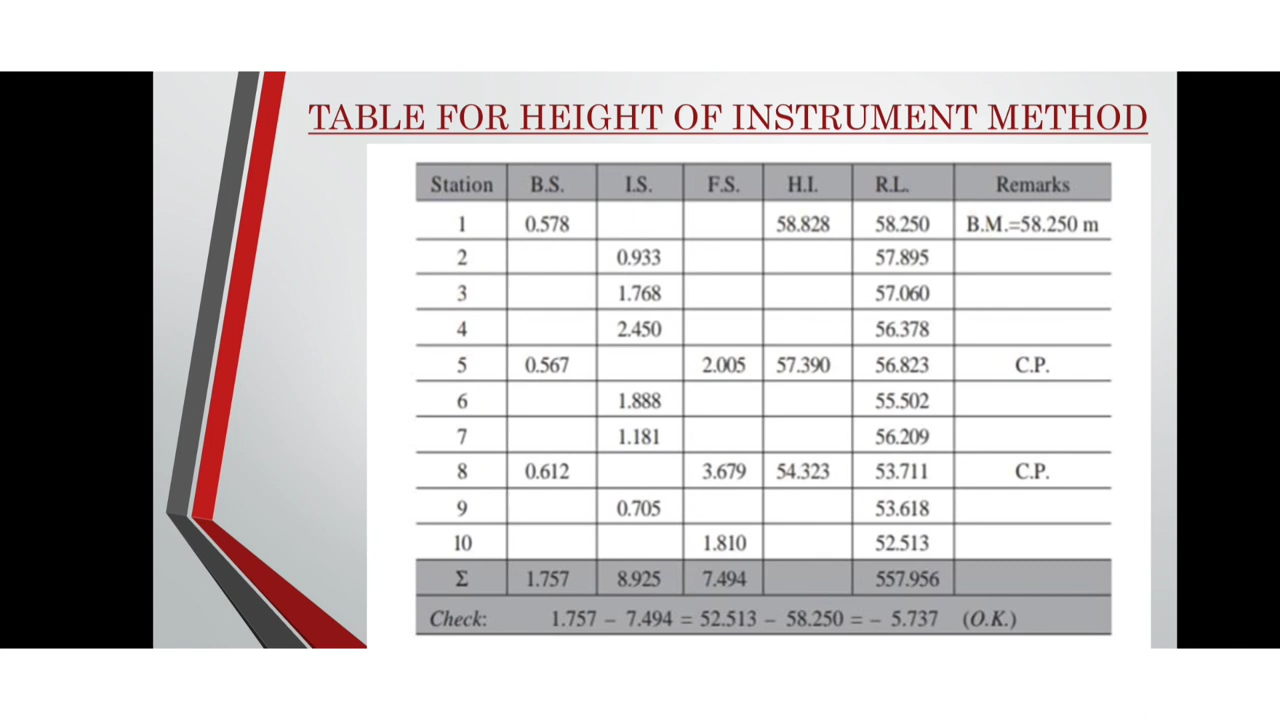 TABLE FOR HEIGHT OF INSTRUMENT METHOD
Station B.S. I.S. F.S. H.I. R.L. Remarks
1 0.578 58.828 58.250 B.M.=58.250 m
2 0.933 57.895
3 1.768 57.060
4 2.450 56.378
5 0.567 2.005 57.390 56.823 C.P.
6 1.888 55.502
7 1.181 56.209
8 0.612 3.679 54.323 53.711 C.P.
9 0.705 53.618
10 1.810 52.513
Σ 1.757 8.925 7.494 557.956
Check: 1.757 – 7.494 = 52.513 – 58.250 = – 5.737 (O.K.)